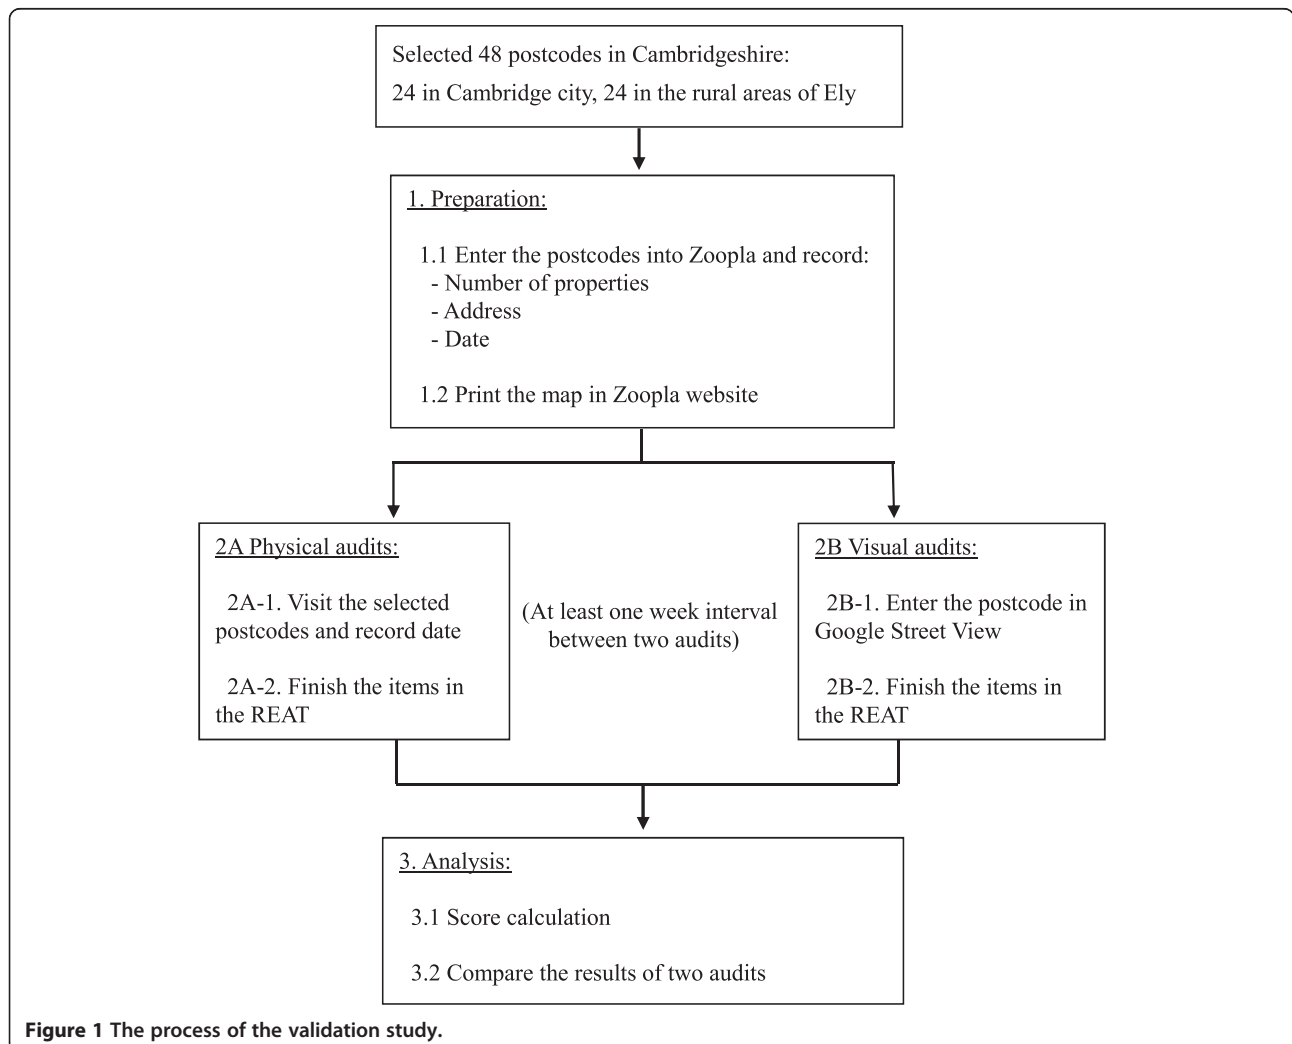 Selected 48 postcodes in Cambridgeshire:
24 in Cambridge city, 24 in the rural areas of Ely
1. Preparation:
1.1 Enter the postcodes into Zoopla and record:
- Number of properties
- Address
- Date
1.2 Print the map in Zoopla website
2A Physical audits:
2A-1. Visit the selected
postcodes and record date
2A-2. Finish the items in
the REAT
(At least one week interval
between two audits)
2B Visual audits:
2B-1. Enter the postcode in
Google Street View
2B-2. Finish the items in
the REAT
3. Analysis:
3.1 Score calculation
3.2 Compare the results of two audits
Figure 1 The process of the validation study.